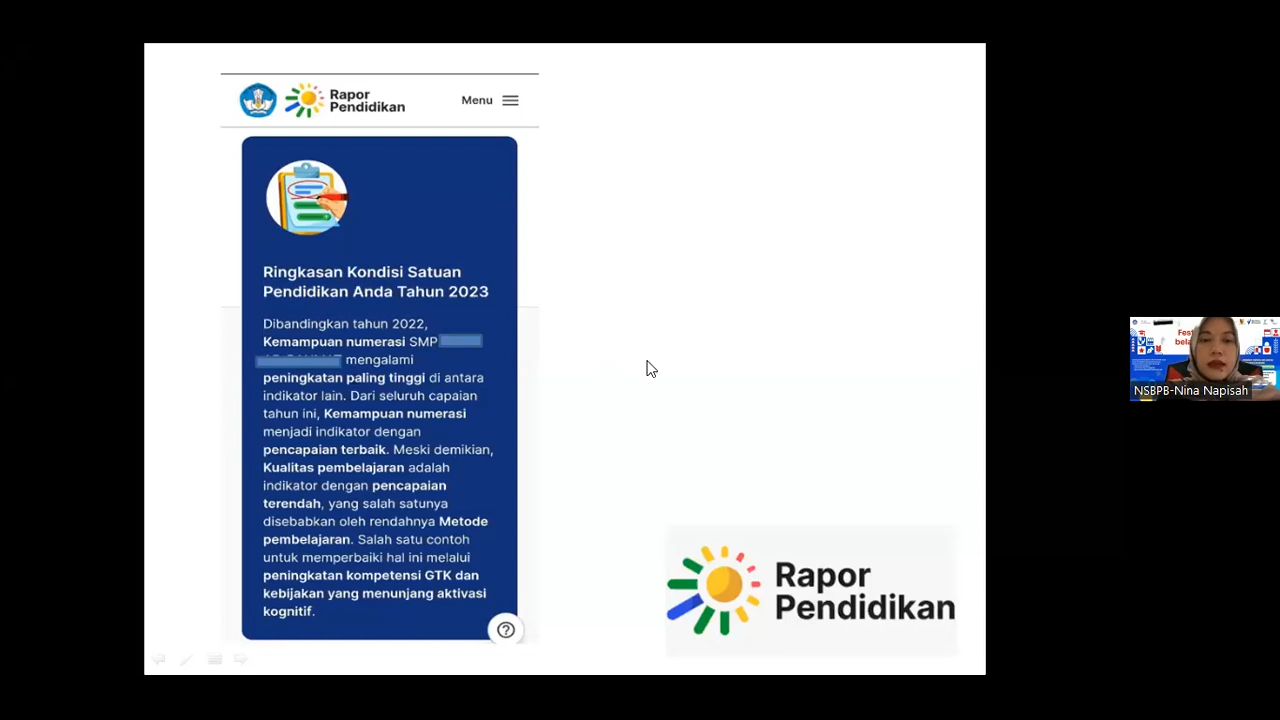 Rapor
Pendidikan
Menu
Ringkasan Kondisi Satuan
Pendidikan Anda Tahun 2023
Dibandingkan tahun 2022,
Kemampuan numerasi SMP
mengalami
peningkatan paling tinggi di antara
indikator lain. Dari seluruh capaian
tahun ini, Kemampuan numerasi
menjadi indikator dengan
pencapaian terbaik. Meski demikian,
Kualitas pembelajaran adalah
indikator dengan pencapaian
terendah, yang salah satunya
disebabkan oleh rendahnya Metode
pembelajaran. Salah satu contoh
untuk memperbaiki hal ini melalui
peningkatan kompetensi GTK dan
kebijakan yang menunjang aktivasi
kognitif.
Rapor
Pendidikan
NSBPB-Nina Napisah